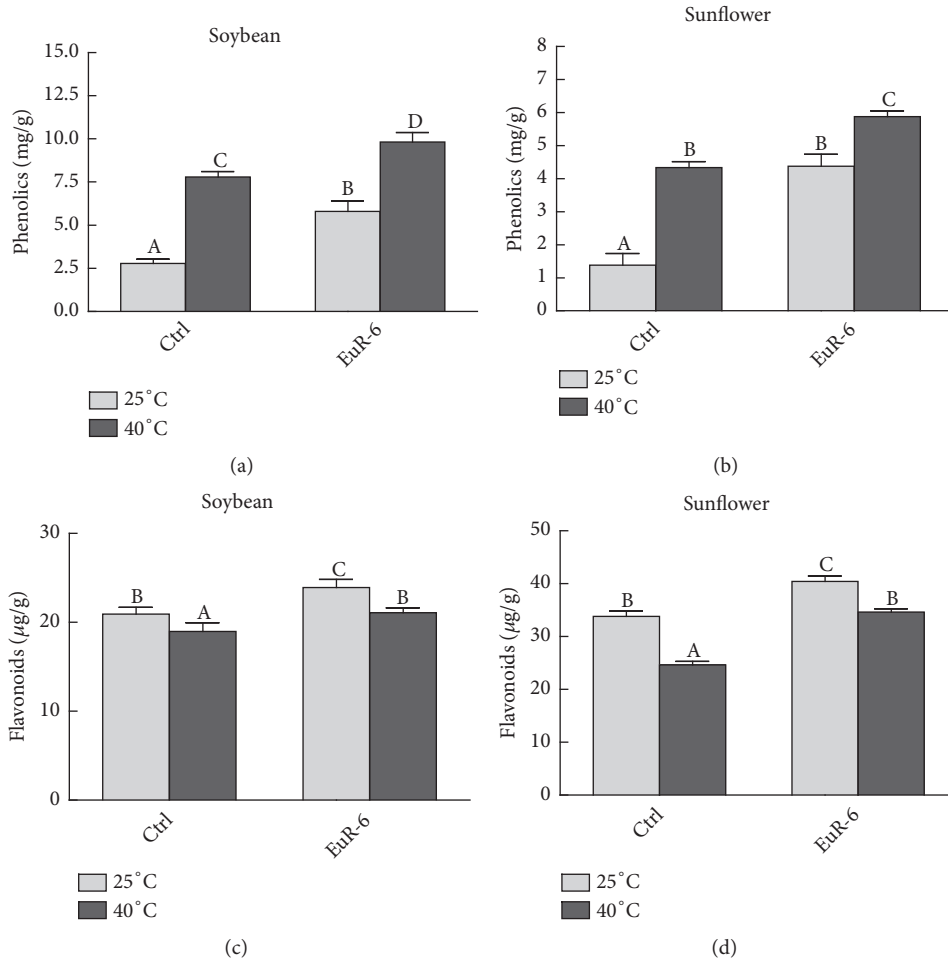 Soybean
15.0
12.5
10.0
7.5
5.0
2.5
0.0
Phenolics (mg/g)
A
C
B
D
Ctrl
EuR-6
25°C
40°C
(a)
Sunflower
8
7
6
5
4
3
2
1
0
Phenolics (mg/g)
A
B
B
C
Ctrl
EuR-6
25°C
40°C
(b)
Soybean
30
20
10
0
Flavonoids (μg/g)
B
A
C
B
Ctrl
EuR-6
25°C
40°C
(c)
Sunflower
50
40
30
20
10
0
Flavonoids (μg/g)
B
A
C
B
Ctrl
EuR-6
25°C
40°C
(d)